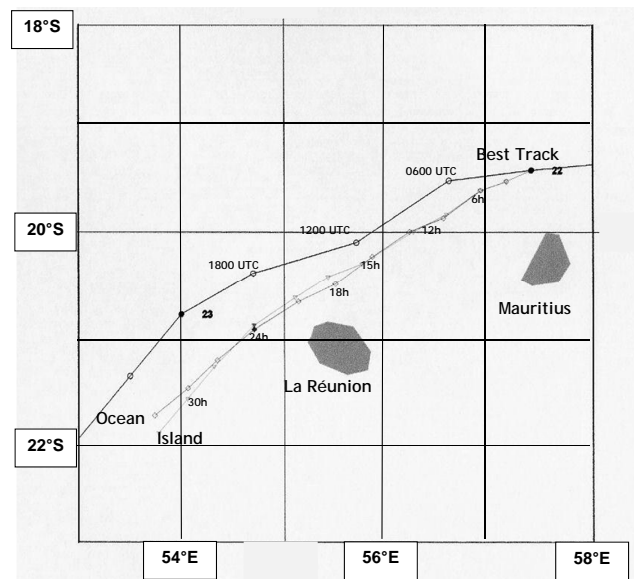 18°S
Best Track
0600 UTC
22
6h
20°S
1200 UTC
12h
1800 UTC
15h
18h
Mauritius
23
24h
La Réunion
30h
Ocean
Island
22°S
54°E
56°E
58°E